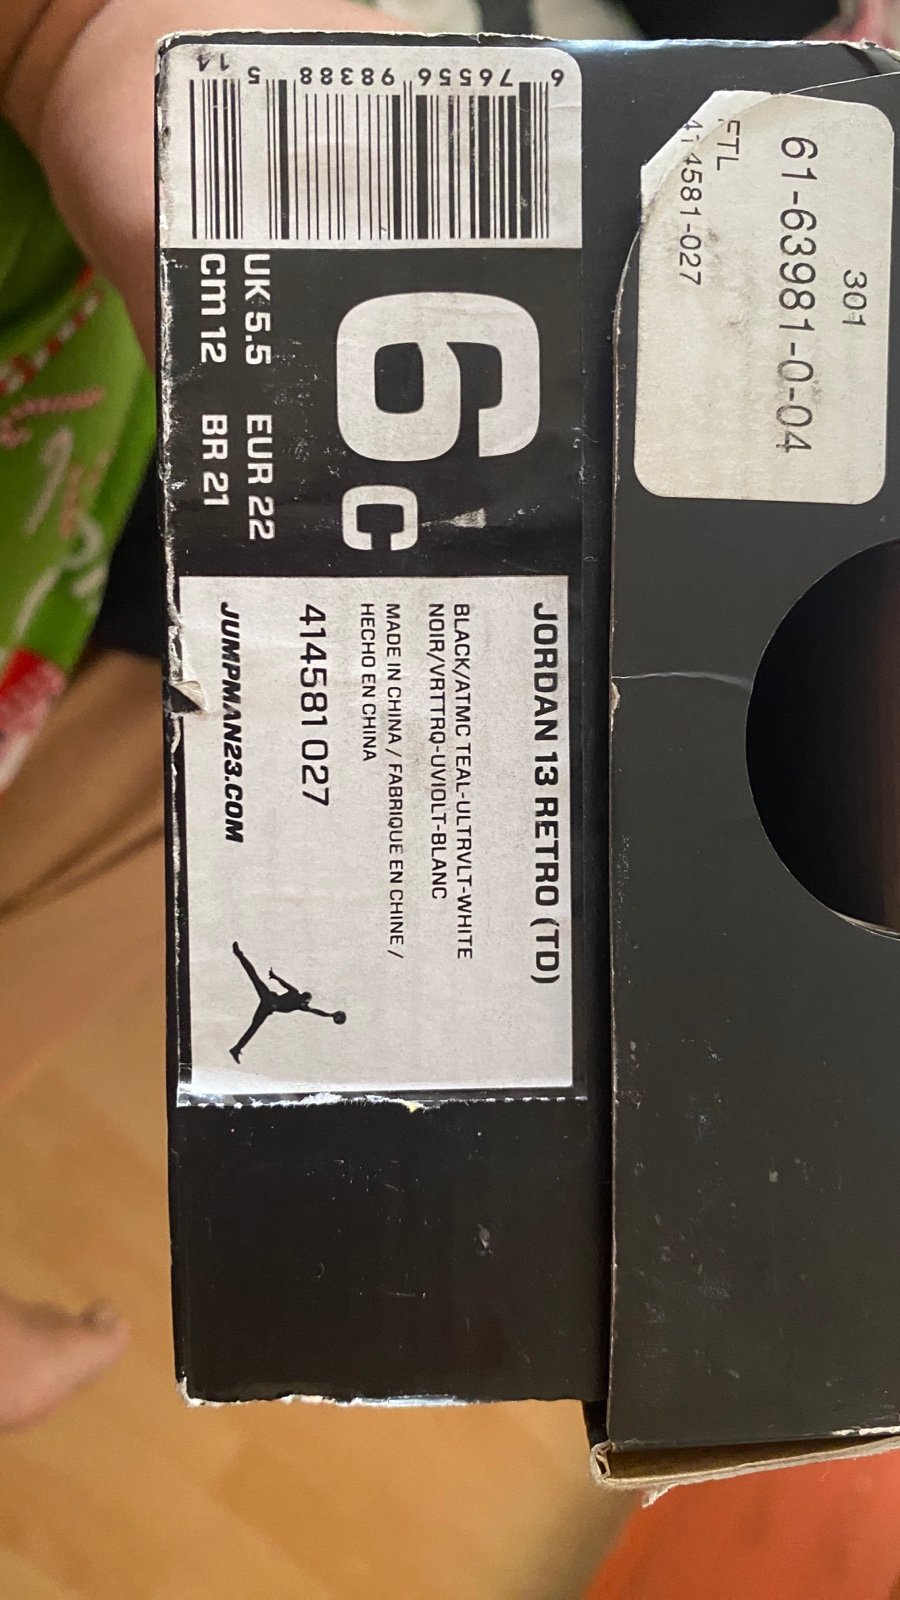 6 76556 98388 5
11
6C
UK 5.5 EUR 22
cm 12 BR 21
JORDAN 13 RETRO (TD)
BLACK/ATMC TEAL-ULTRVLT-WHITE
NOIR/VRTTRQ-UVIOLT-BLANC
MADE IN CHINA / FABRIQUE EN CHINE /
HECHO EN CHINA
414581 027
JUMPMAN23.COM
301
61-63981-0-04
FTL
414581-027